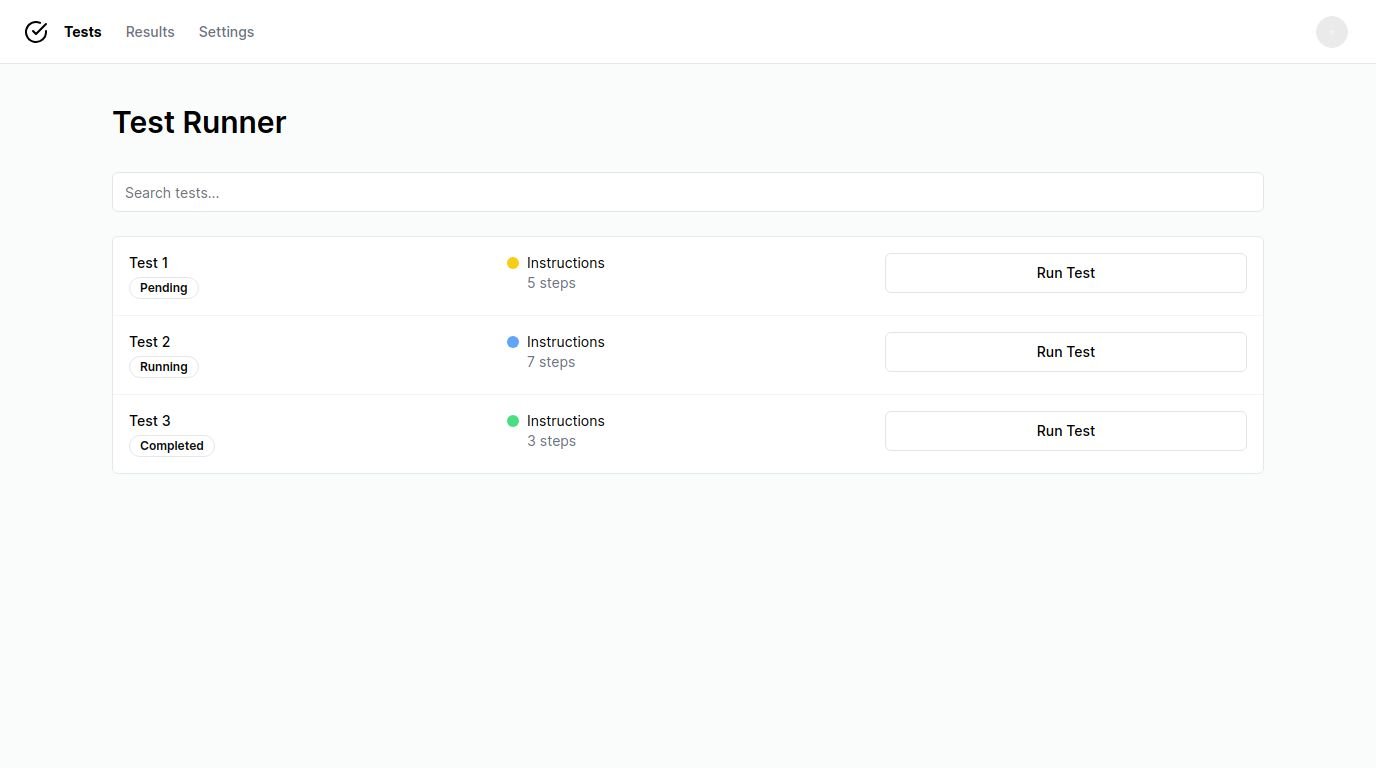 Tests Results Settings
Test Runner
Search tests...
Test 1
Pending
Instructions
5 steps
Run Test
Test 2
Running
Instructions
7 steps
Run Test
Test 3
Completed
Instructions
3 steps
Run Test